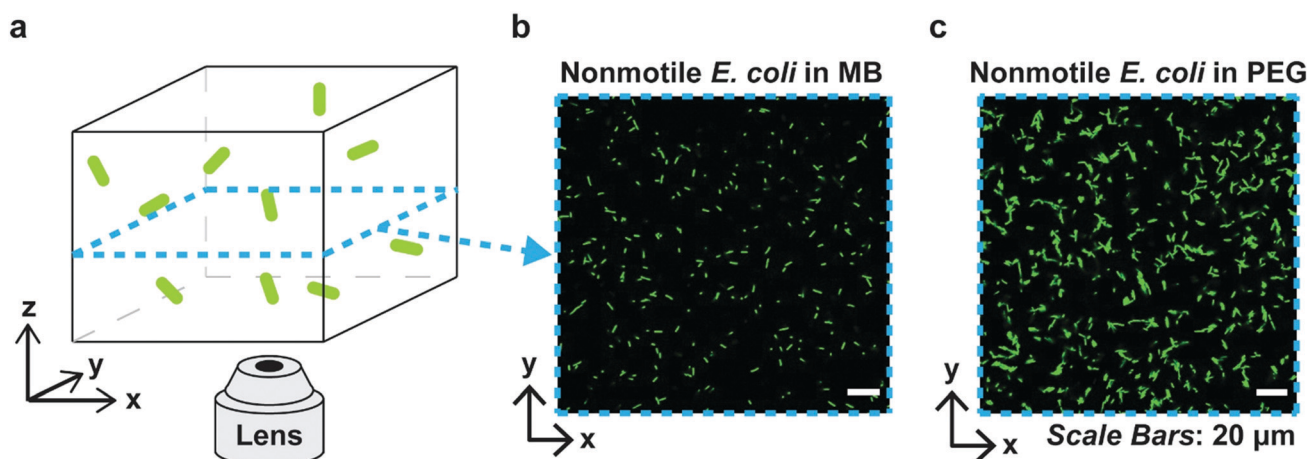 a
z
y
x
Lens
b
Nonmotile E. coli in MB
y
x
c
Nonmotile E. coli in PEG
y
x
Scale Bars: 20 µm